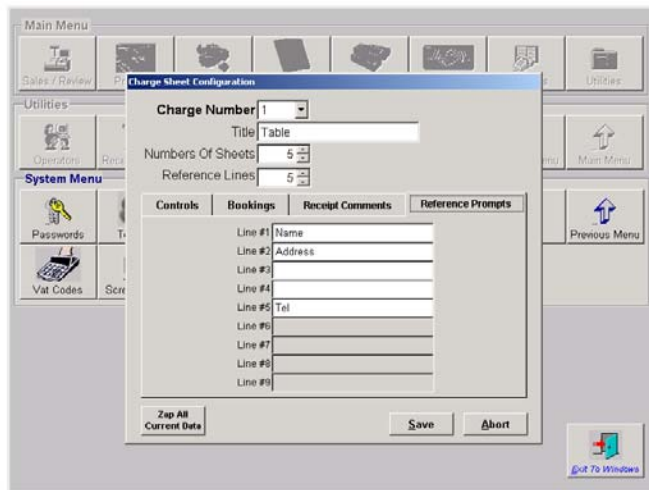 Main Menu
Sales / Review
Utilities
Utilities
Operators
Main Menu
System Menu
Passwords
Previous Menu
Vat Codes
Charge Sheet Configuration
Charge Number 1
Title Table
Numbers Of Sheets 5
Reference Lines 5
Controls Bookings Receipt Comments Reference Prompts
Line #1 Name
Line #2 Address
Line #3
Line #4
Line #5 Tel
Line #6
Line #7
Line #8
Line #9
Zap All
Current Data
Save Abort
Exit To Windows